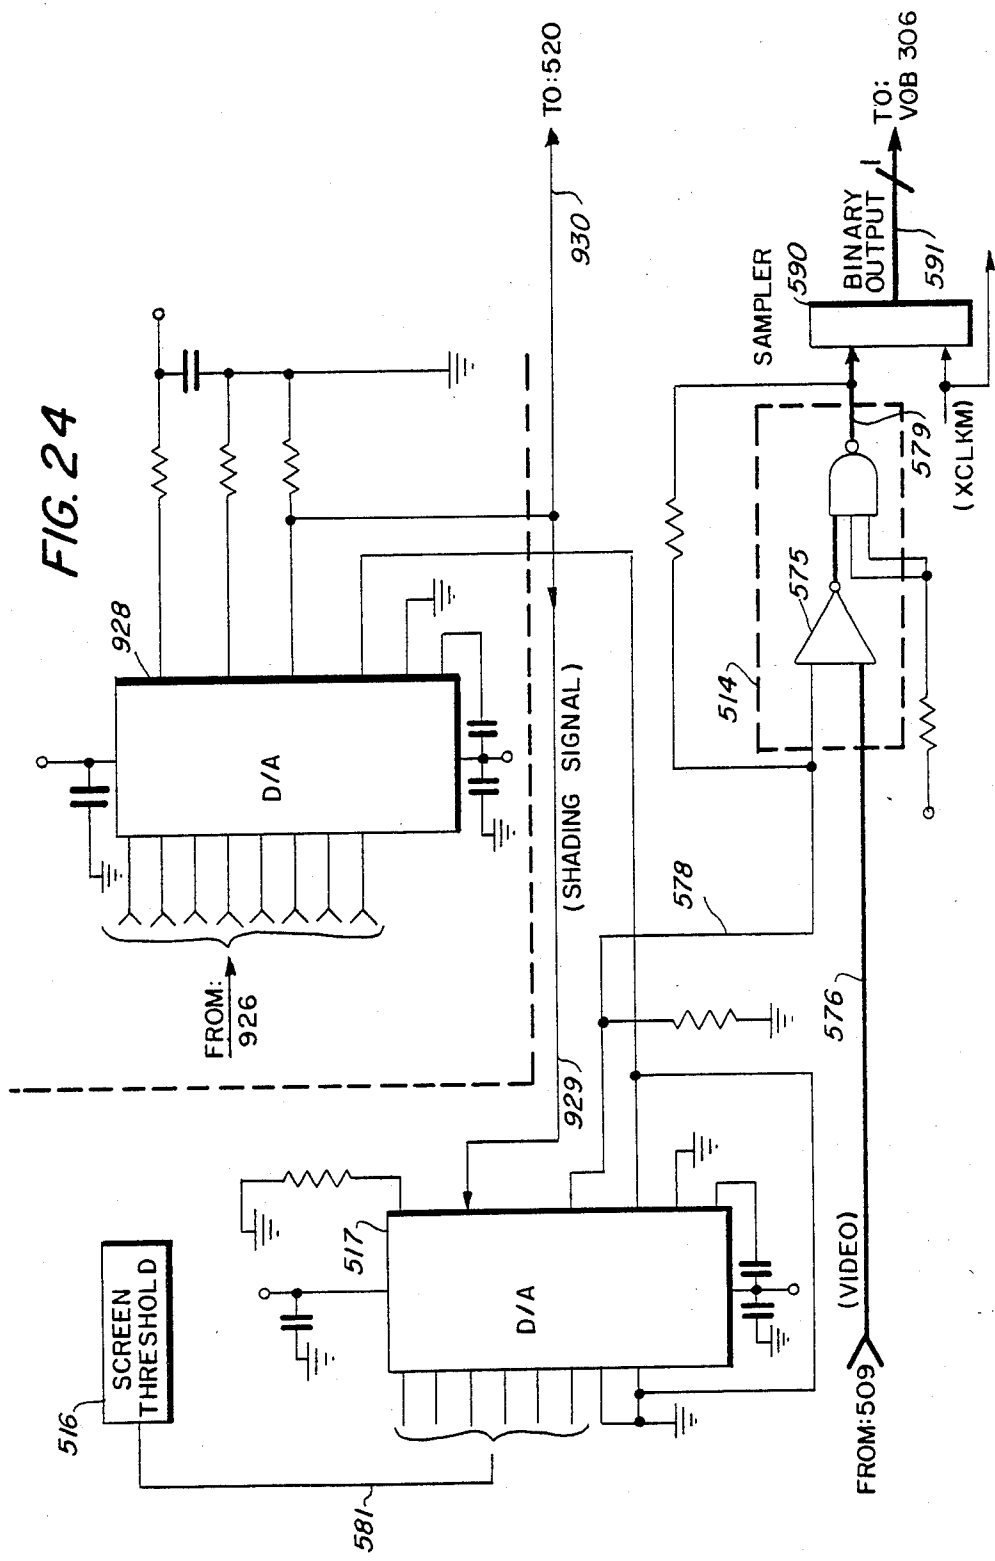 FIG. 24
928
D/A
FROM:
926
TO:520
930
(SHADING SIGNAL)
929
SCREEN
THRESHOLD
516
581
517
D/A
578
514
575
579
SAMPLER
590
BINARY
OUTPUT
591
1
TO:
VOB 306
(XCLKM)
576
(VIDEO)
FROM:509